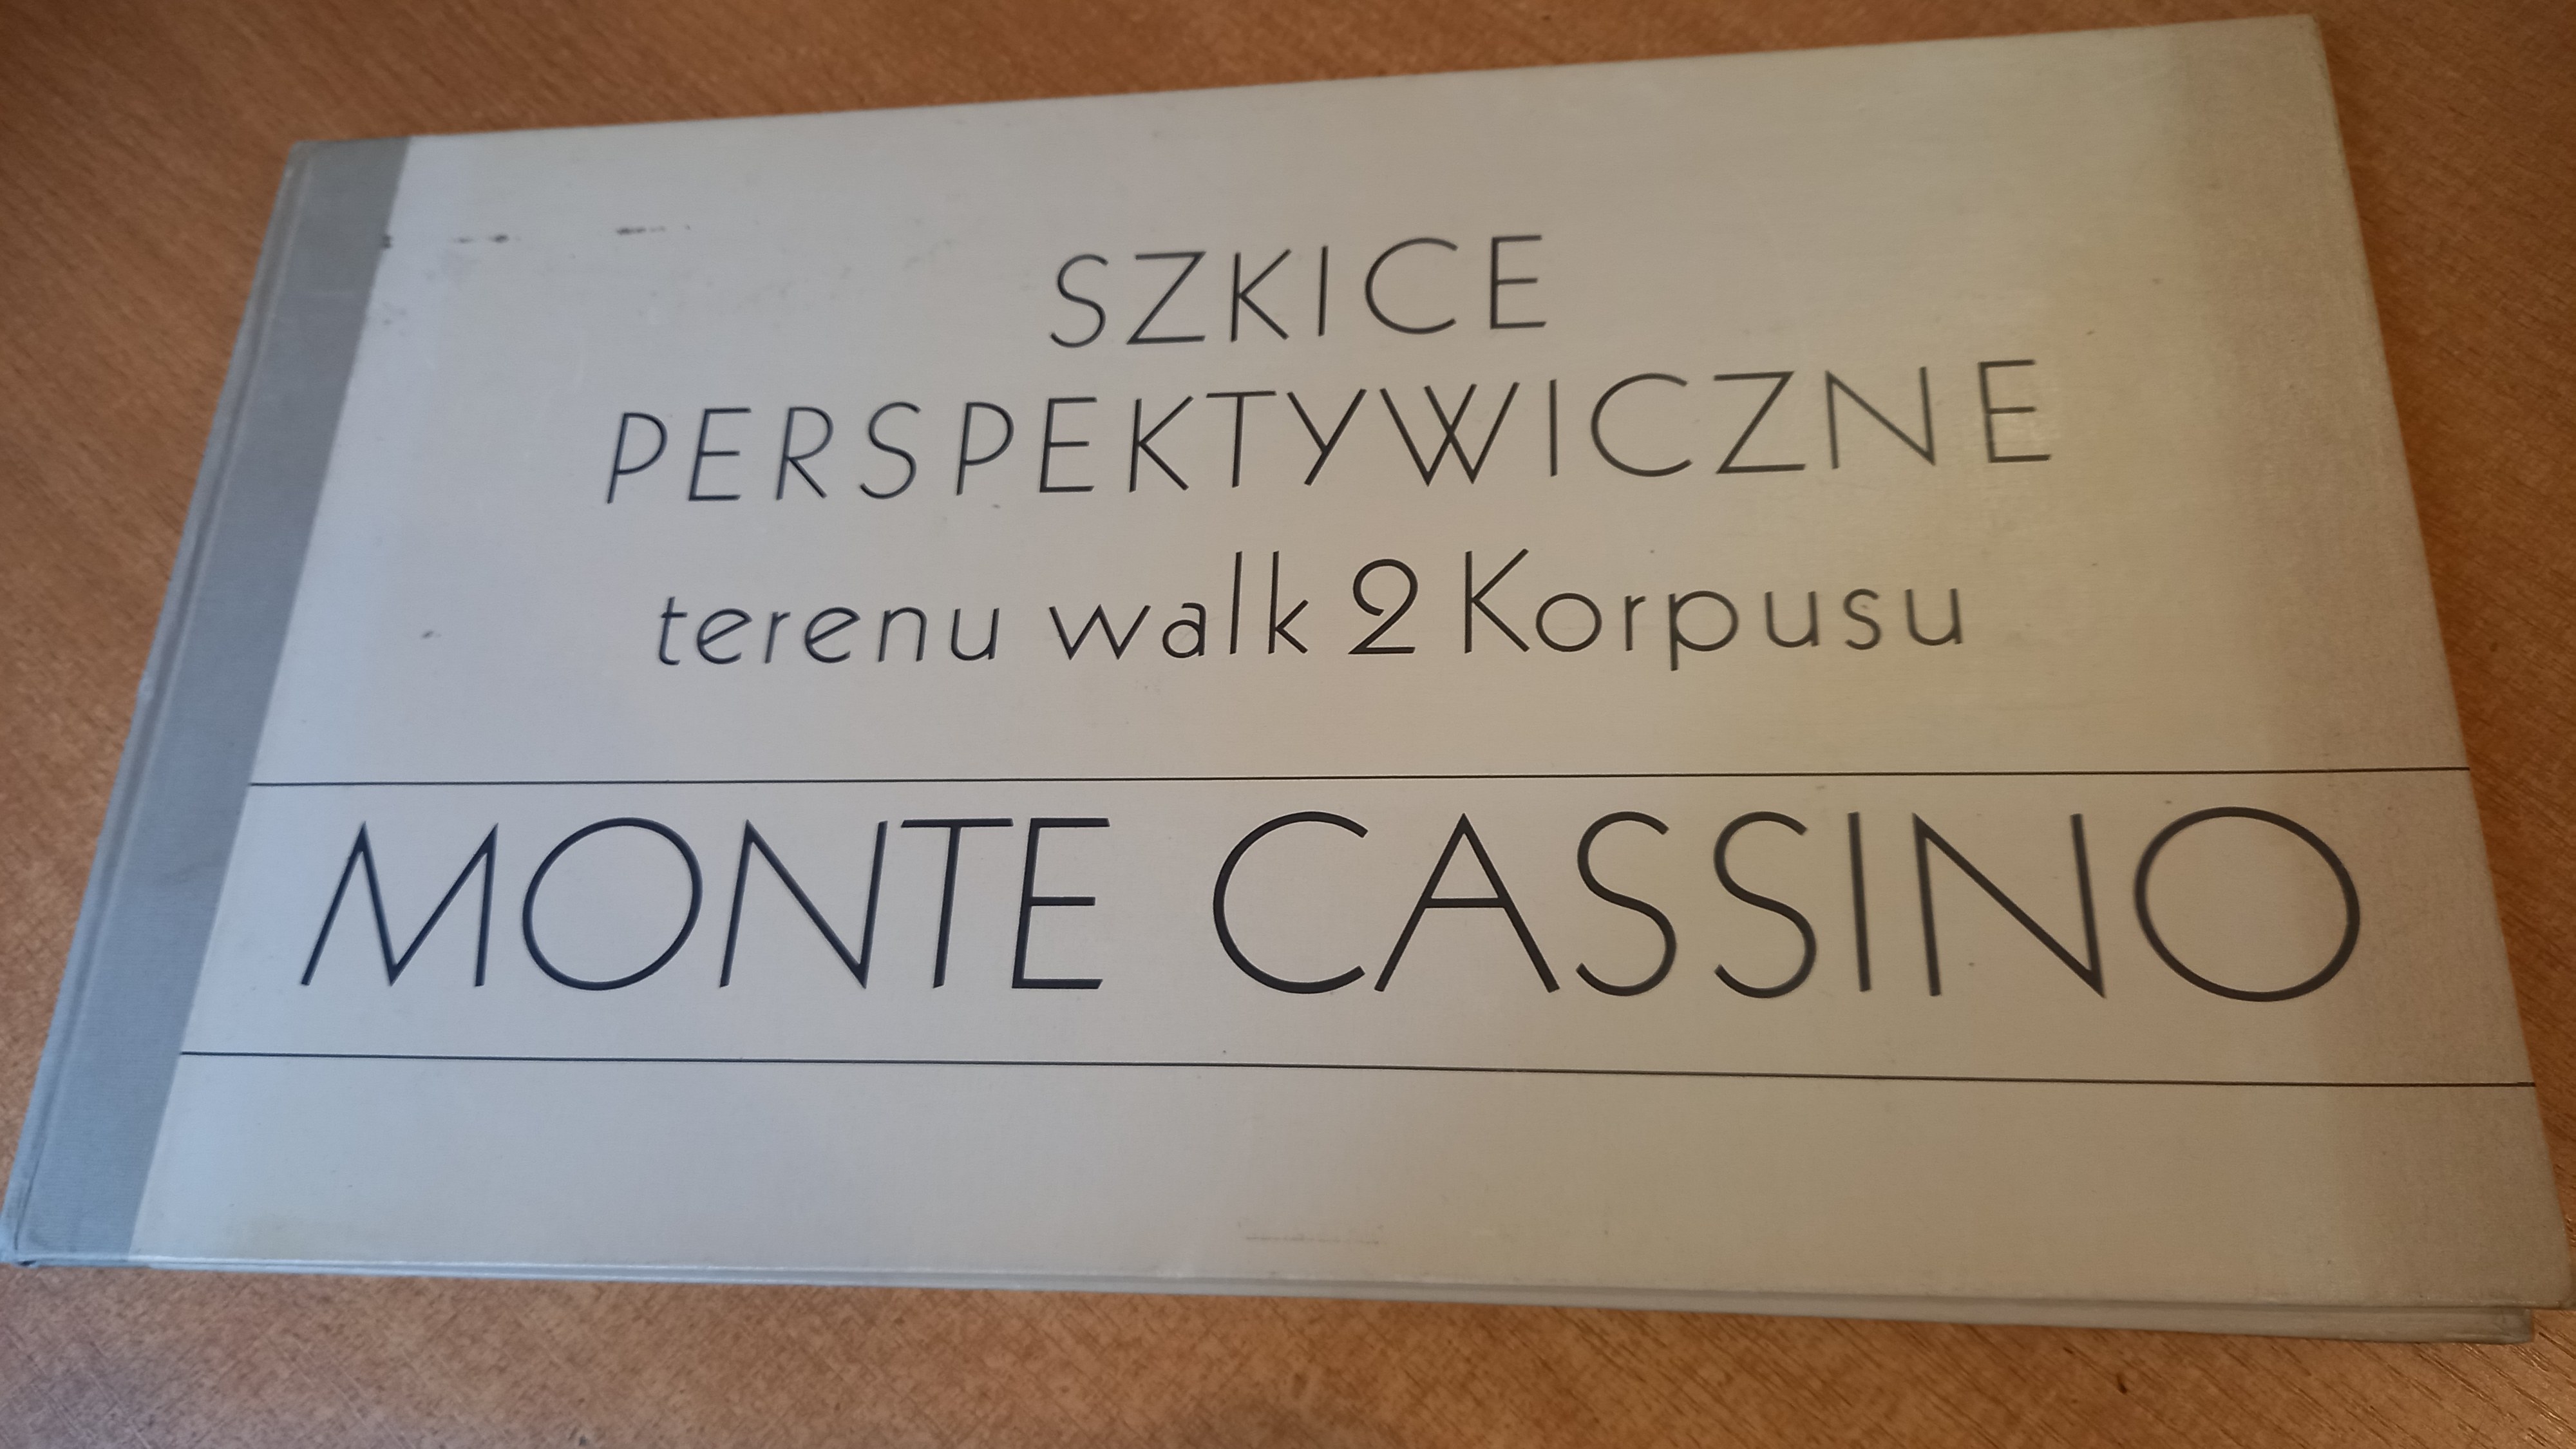 SZKICE
PERSPEKTYWICZNE
terenu walk 2 Korpusu
MONTE CASSINO